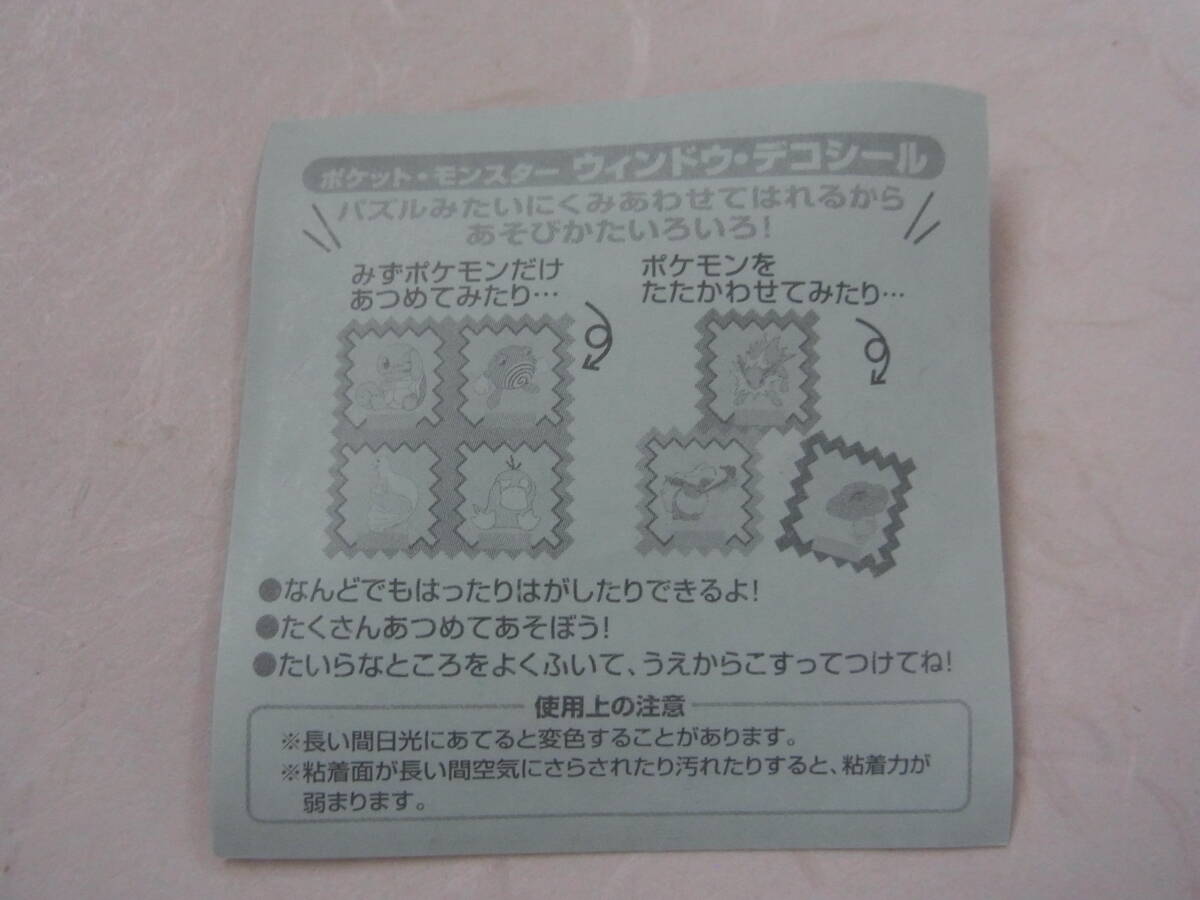 ポケット・モンスター ウィンドウ・デコシール
パズルみたいにくみあわせてはれるから
あそびかたいろいろ!
みずポケモンだけ
あつめてみたり…
ポケモンを
たたかわせてみたり…
●なんどでもはったりはがしたりできるよ!
●たくさんあつめてあそぼう!
●たいらなところをよくふいて、うえからこすってつけてね!
使用上の注意
※長い間日光にあてると変色することがあります。
※粘着面が長い間空気にさらされたり汚れたりすると、粘着力が
弱まります。